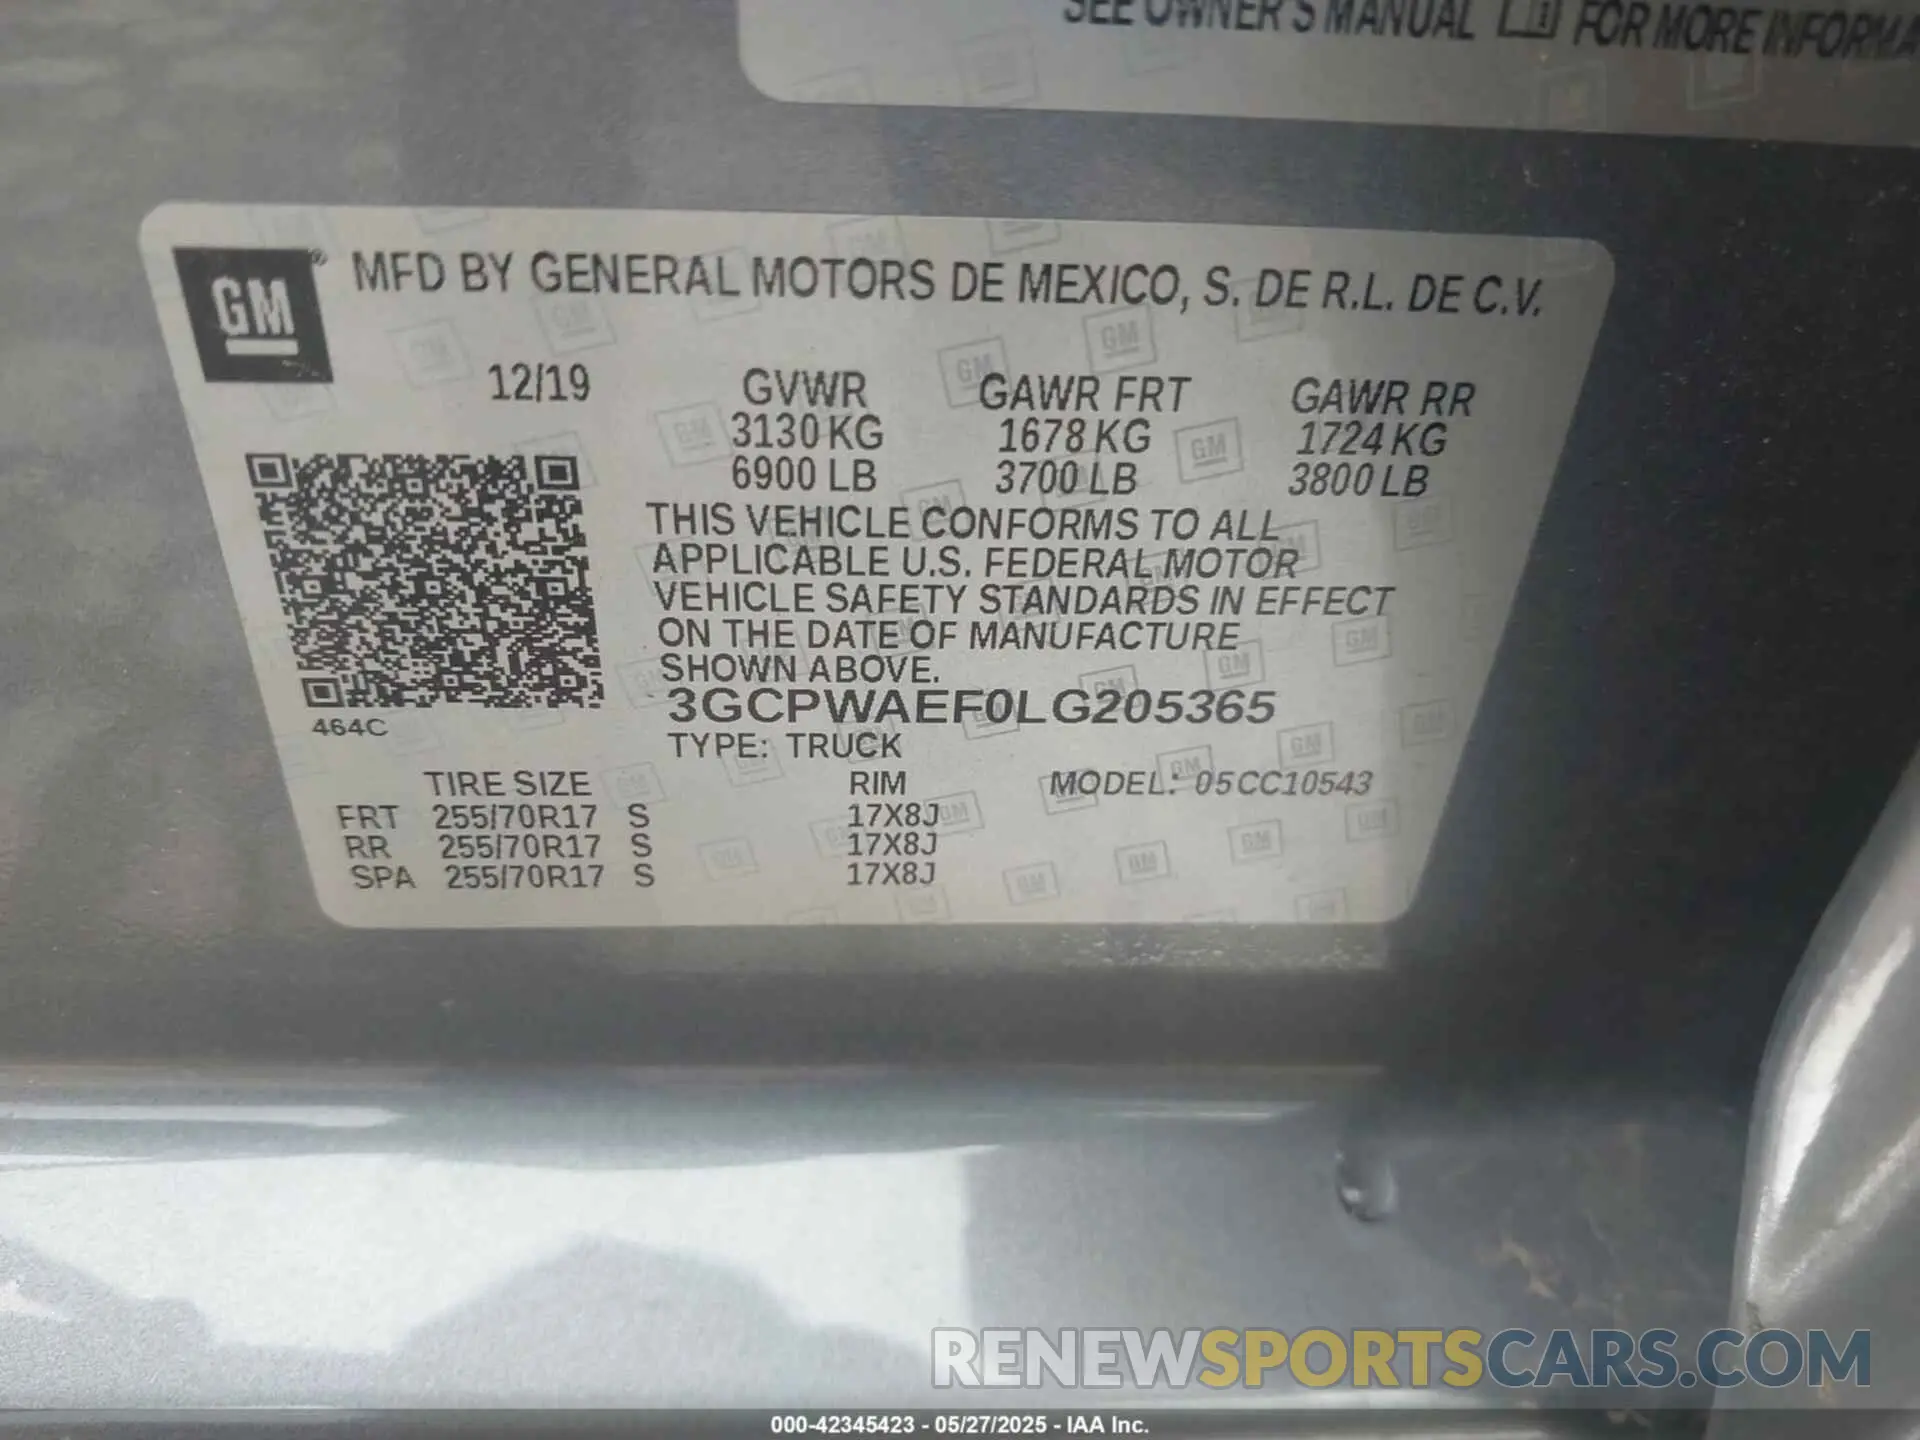 SEE OWNER'S MANUAL FOR MORE
GM ® MFD BY GENERAL MOTORS DE MEXICO, S. DE R.L. DE C.V.
12/19 GVWR GAWR FRT GAWR RR
3130 KG 1678 KG 1724 KG
6900 LB 3700 LB 3800 LB
THIS VEHICLE CONFORMS TO ALL
APPLICABLE U.S. FEDERAL MOTOR
VEHICLE SAFETY STANDARDS IN EFFECT
ON THE DATE OF MANUFACTURE
SHOWN ABOVE.
3GCPWAEF0LG205365
464C
TYPE: TRUCK
TIRE SIZE RIM MODEL: 05CC10543
FRT 255/70R17 S 17X8J
RR 255/70R17 S 17X8J
SPA 255/70R17 S 17X8J
RENEWSPORTSCARS.COM
000-42345423 - 05/27/2025 - IAA Inc.